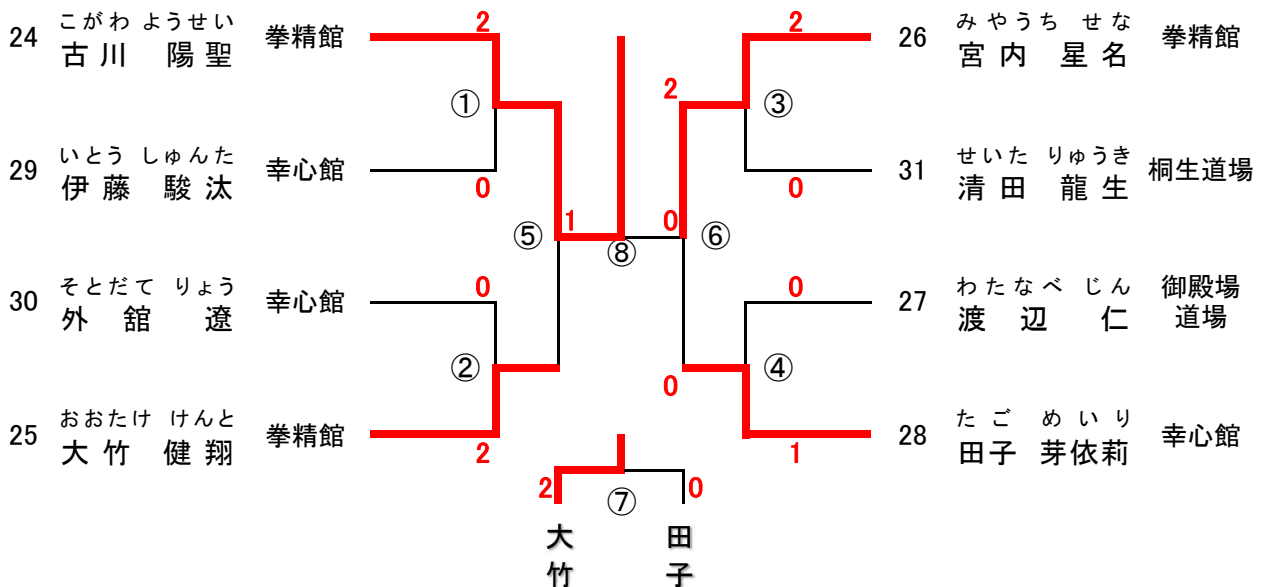 こがわ ようせい
24 古川 陽聖 拳精館
2
①
いとう しゅんた
29 伊藤 駿汰 幸心館
0
⑤
1
そとだて りょう
30 外舘 遼 幸心館
0
②
おおたけ けんと
25 大竹 健翔 拳精館
2
⑧
みやうち せな
26 宮内 星名 拳精館
2
2
③
せいた りゅうき
31 清田 龍生 桐生道場
0
0
⑥
わたなべ じん
27 渡辺 仁 御殿場
道場
0
④
0
たご めいり
28 田子 芽依莉 幸心館
1
2
⑦
0
大竹
田子